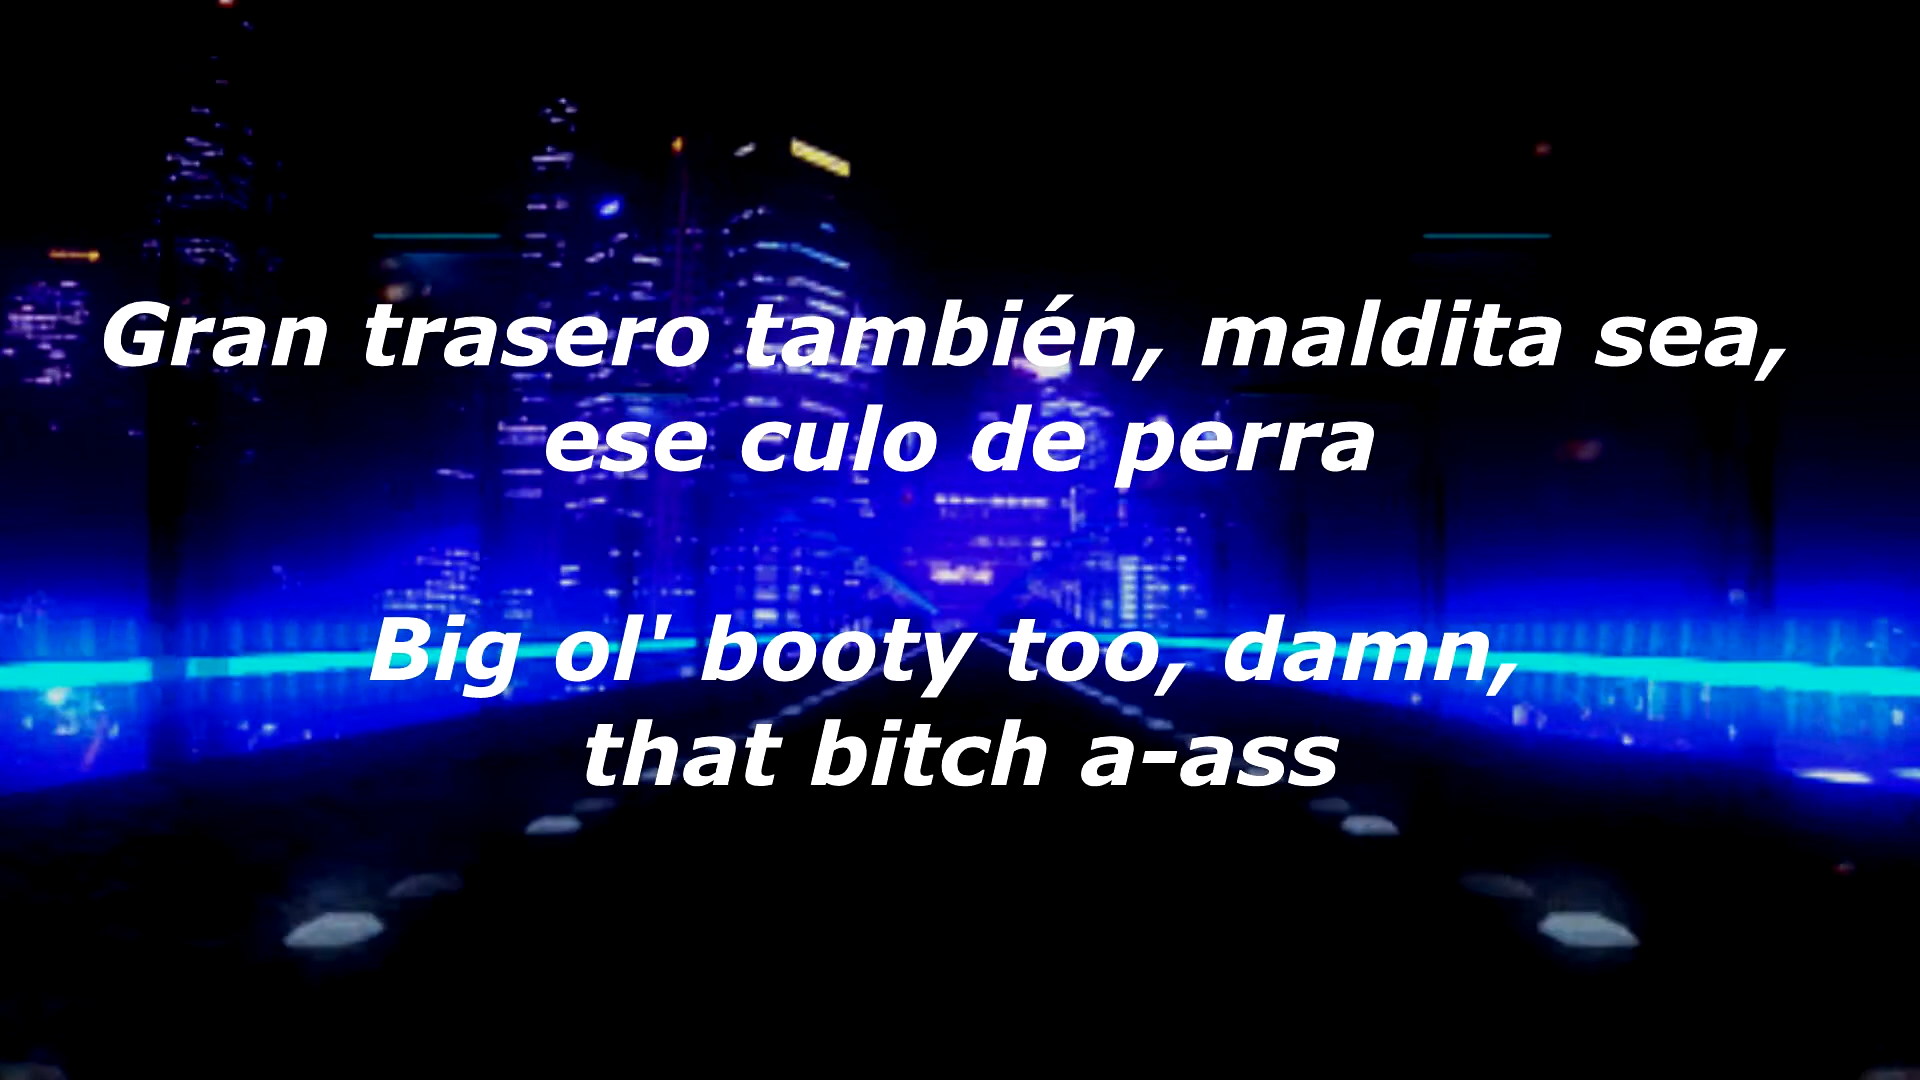 Gran trasero también, maldita sea,
ese culo de perra
Big ol' booty too, damn,
that bitch a-ass